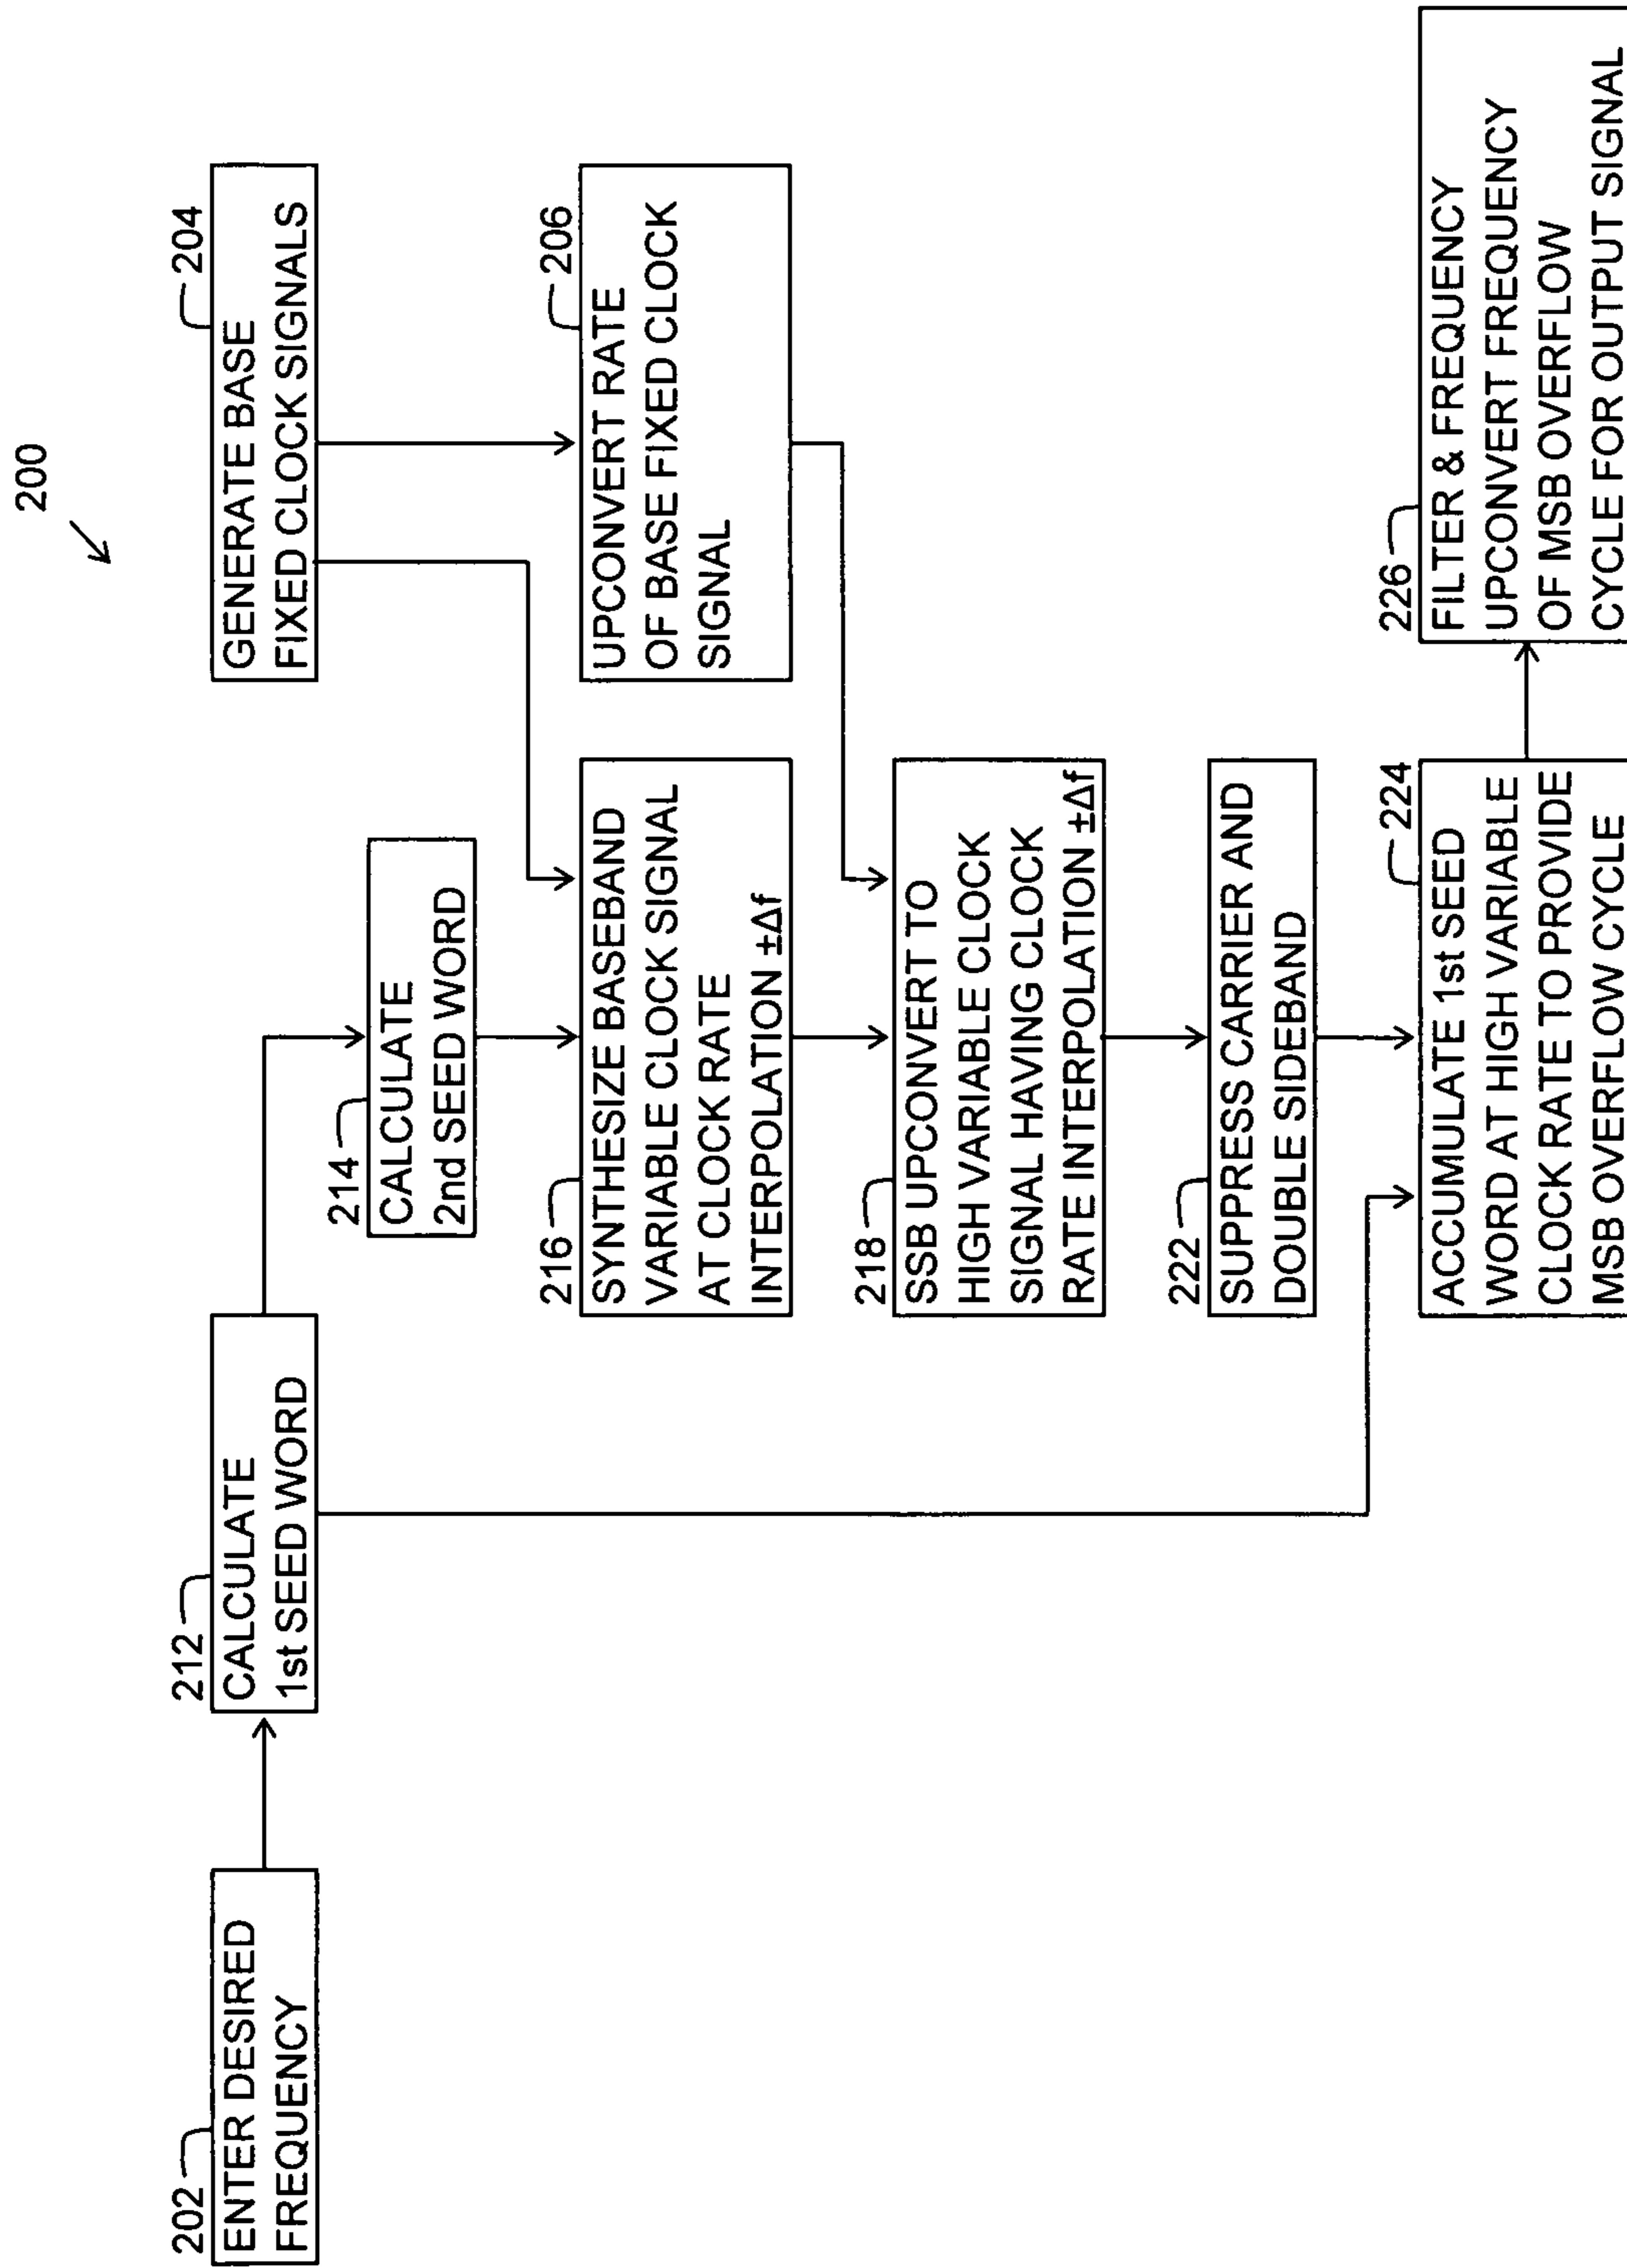 200
202
ENTER DESIRED
FREQUENCY
212
CALCULATE
1st SEED WORD
204
GENERATE BASE
FIXED CLOCK SIGNALS
214
CALCULATE
2nd SEED WORD
216
SYNTHESIZE BASEBAND
VARIABLE CLOCK SIGNAL
AT CLOCK RATE
INTERPOLATION ±Δf
206
UPCONVERT RATE
OF BASE FIXED CLOCK
SIGNAL
218
SSB UPCONVERT TO
HIGH VARIABLE CLOCK
SIGNAL HAVING CLOCK
RATE INTERPOLATION ±Δf
222
SUPPRESS CARRIER AND
DOUBLE SIDEBAND
224
ACCUMULATE 1st SEED
WORD AT HIGH VARIABLE
CLOCK RATE TO PROVIDE
MSB OVERFLOW CYCLE
226
FILTER & FREQUENCY
UPCONVERT FREQUENCY
OF MSB OVERFLOW
CYCLE FOR OUTPUT SIGNAL